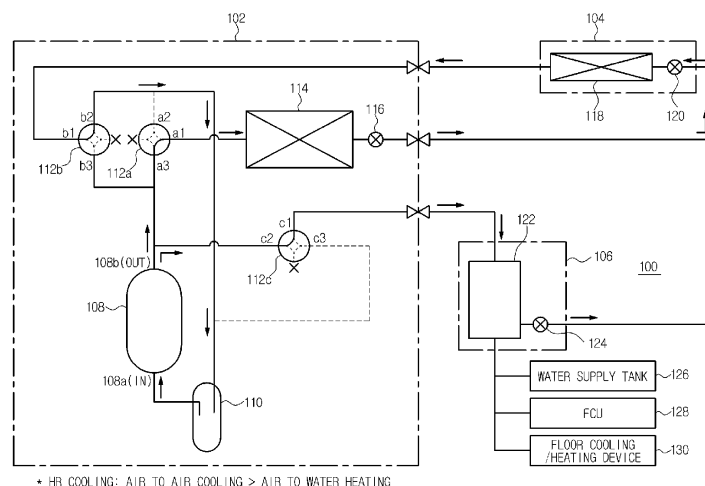 102
104
114
116
118
120
b2
a2
b1
a1
112b
112a
b3
a3
c1
c2
c3
112c
122
106
100
108b(OUT)
108
124
108a(IN)
110
WATER SUPPLY TANK
126
FCU
128
FLOOR COOLING
/HEATING DEVICE
130
* HR COOLING: AIR TO AIR COOLING > AIR TO WATER HEATING